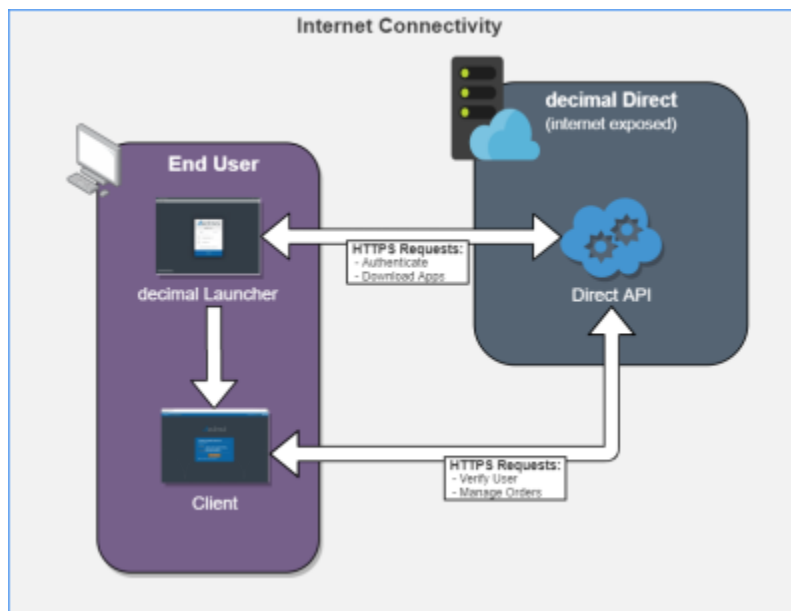 Internet Connectivity
decimal Direct
(internet exposed)
End User
HTTPS Requests:
- Authenticate
- Download Apps
decimal Launcher
Direct API
HTTPS Requests:
- Verify User
- Manage Orders
Client